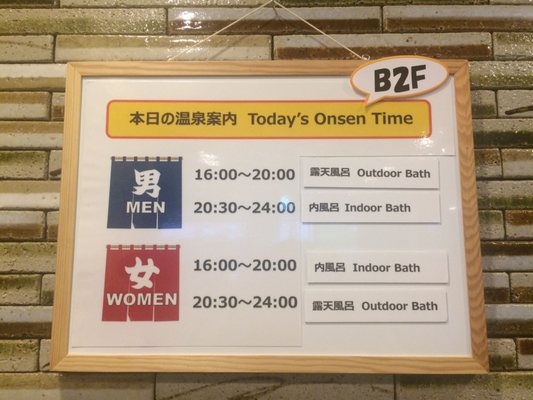 B2F
本日の温泉案内 Today's Onsen Time
男 MEN
16:00～20:00 露天風呂 Outdoor Bath
20:30～24:00 内風呂 Indoor Bath
女 WOMEN
16:00～20:00 内風呂 Indoor Bath
20:30～24:00 露天風呂 Outdoor Bath